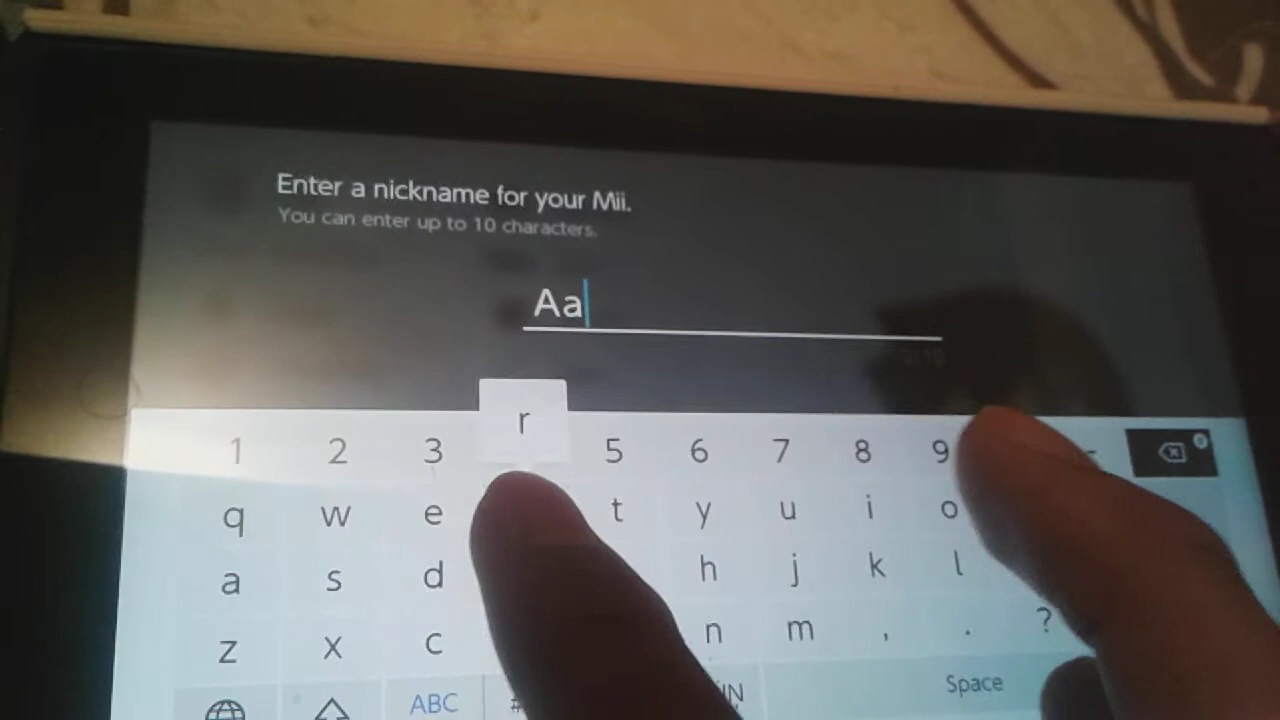 Enter a nickname for your Mii.
You can enter up to 10 characters.
Aa
r
1 2 3 5 6 7 8 9 -
q w e t y u i o
a s d h j k l
z x c n m , . ?
ABC # Space